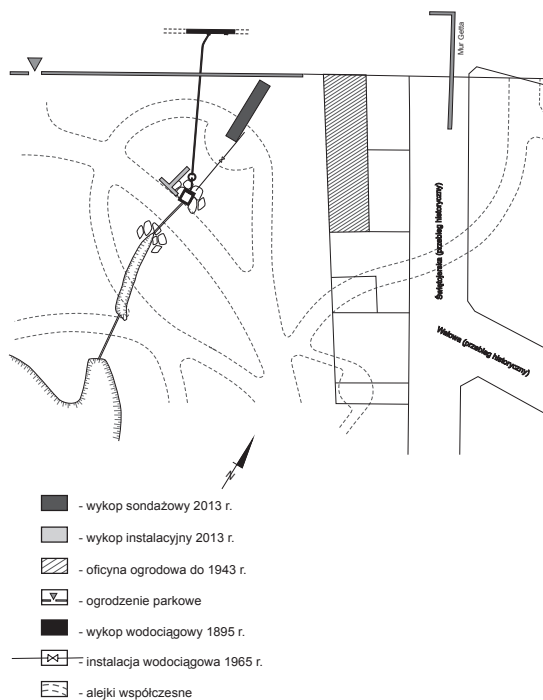 Mur Getta
Świętojerska (przebieg historyczny)
Wałowa (przebieg historyczny)
N
- wykop sondażowy 2013 r.
- wykop instalacyjny 2013 r.
- oficyna ogrodowa do 1943 r.
- ogrodzenie parkowe
- wykop wodociągowy 1895 r.
- instalacja wodociągowa 1965 r.
- alejki współczesne